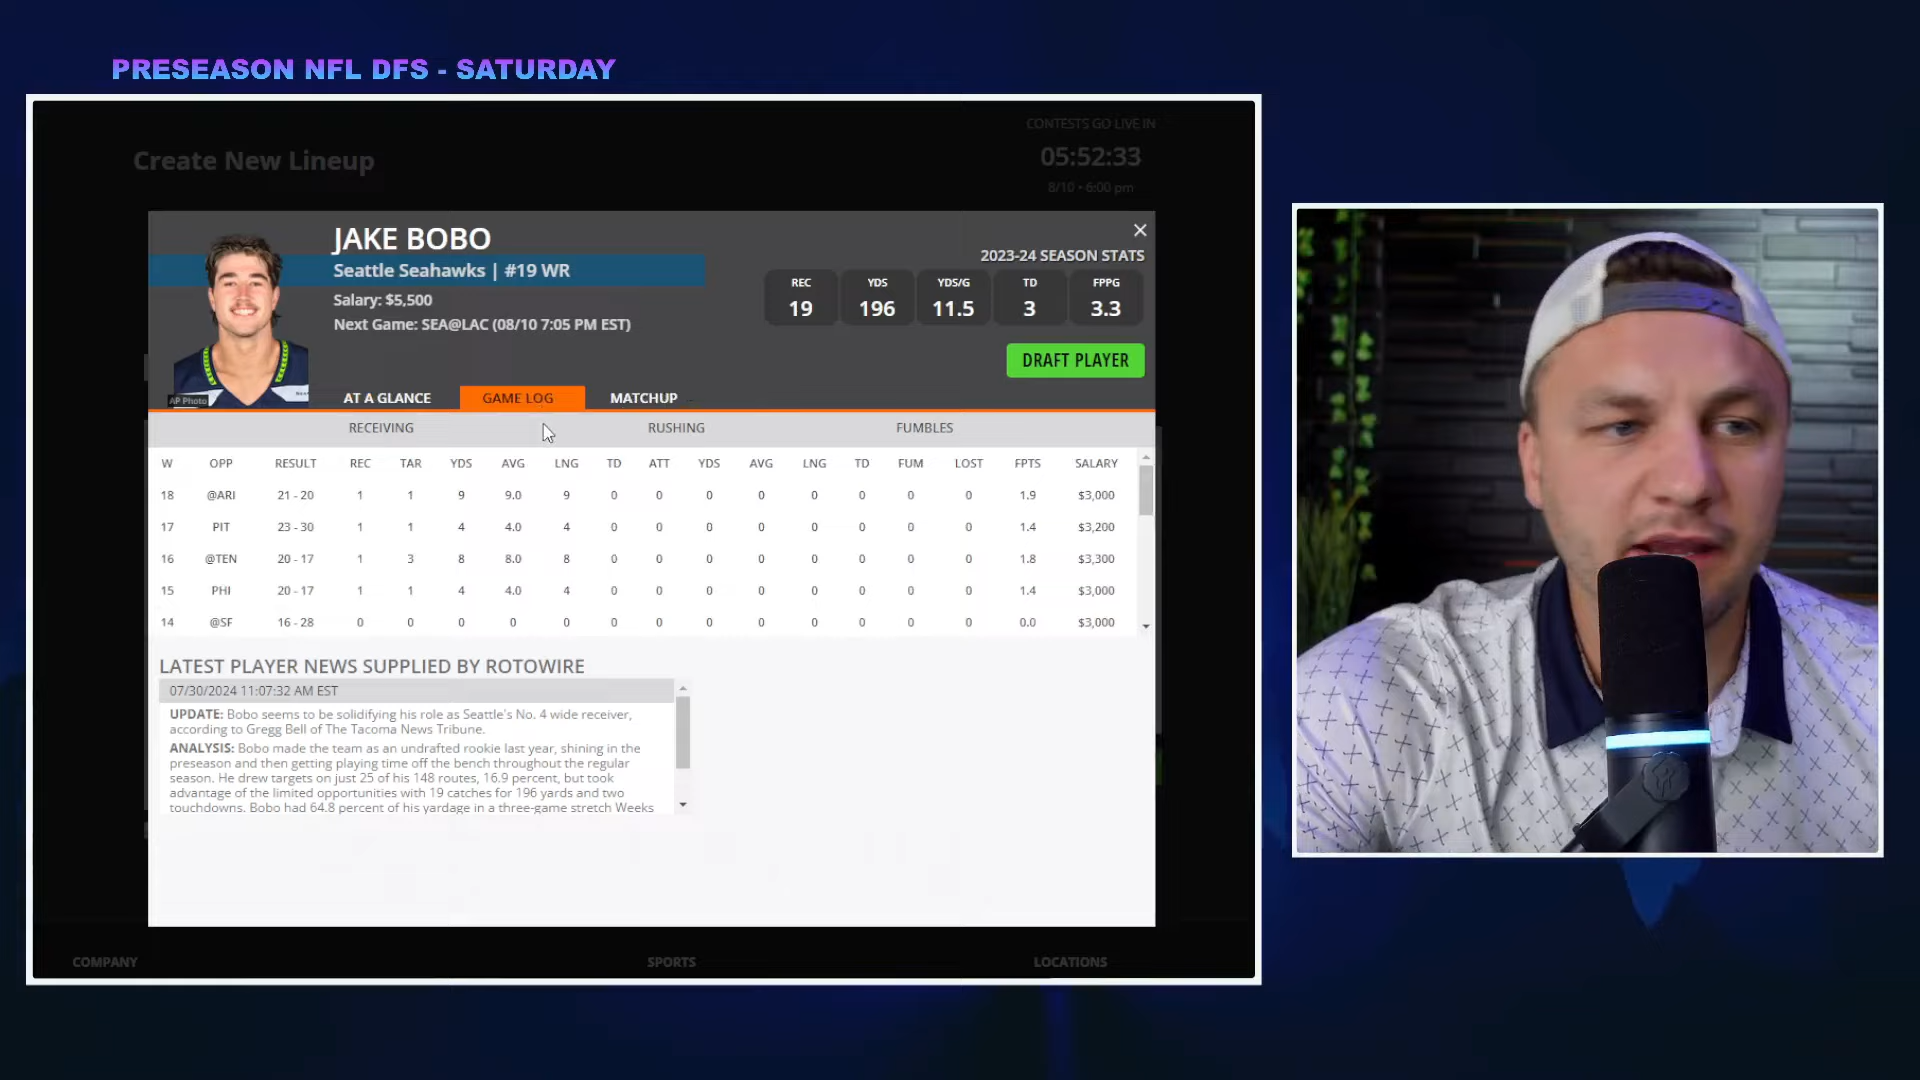 PRESEASON NFL DFS - SATURDAY
CONTESTS GO LIVE IN
Create New Lineup
05:52:33
8/10 • 6:00 pm
JAKE BOBO
Seattle Seahawks | #19 WR
Salary: $5,500
Next Game: SEA@LAC (08/10 7:05 PM EST)
2023-24 SEASON STATS
REC YDS YDS/G TD FPPG
19 196 11.5 3 3.3
DRAFT PLAYER
AP Photo
AT A GLANCE GAME LOG MATCHUP
RECEIVING RUSHING FUMBLES
W OPP RESULT REC TAR YDS AVG LNG TD ATT YDS AVG LNG TD FUM LOST FPTS SALARY
18 @ARI 21 - 20 1 1 9 9.0 9 0 0 0 0 0 0 0 0 1.9 $3,000
17 PIT 23 - 30 1 1 4 4.0 4 0 0 0 0 0 0 0 0 1.4 $3,200
16 @TEN 20 - 17 1 3 8 8.0 8 0 0 0 0 0 0 0 0 1.8 $3,300
15 PHI 20 - 17 1 1 4 4.0 4 0 0 0 0 0 0 0 0 1.4 $3,000
14 @SF 16 - 28 0 0 0 0 0 0 0 0 0 0 0 0 0 0.0 $3,000
LATEST PLAYER NEWS SUPPLIED BY ROTOWIRE
07/30/2024 11:07:32 AM EST
UPDATE: Bobo seems to be solidifying his role as Seattle's No. 4 wide receiver,
according to Gregg Bell of The Tacoma News Tribune.
ANALYSIS: Bobo made the team as an undrafted rookie last year, shining in the
preseason and then getting playing time off the bench throughout the regular
season. He drew targets on just 25 of his 148 routes, 16.9 percent, but took
advantage of the limited opportunities with 19 catches for 196 yards and two
touchdowns. Bobo had 64.8 percent of his yardage in a three-game stretch Weeks
COMPANY SPORTS LOCATIONS